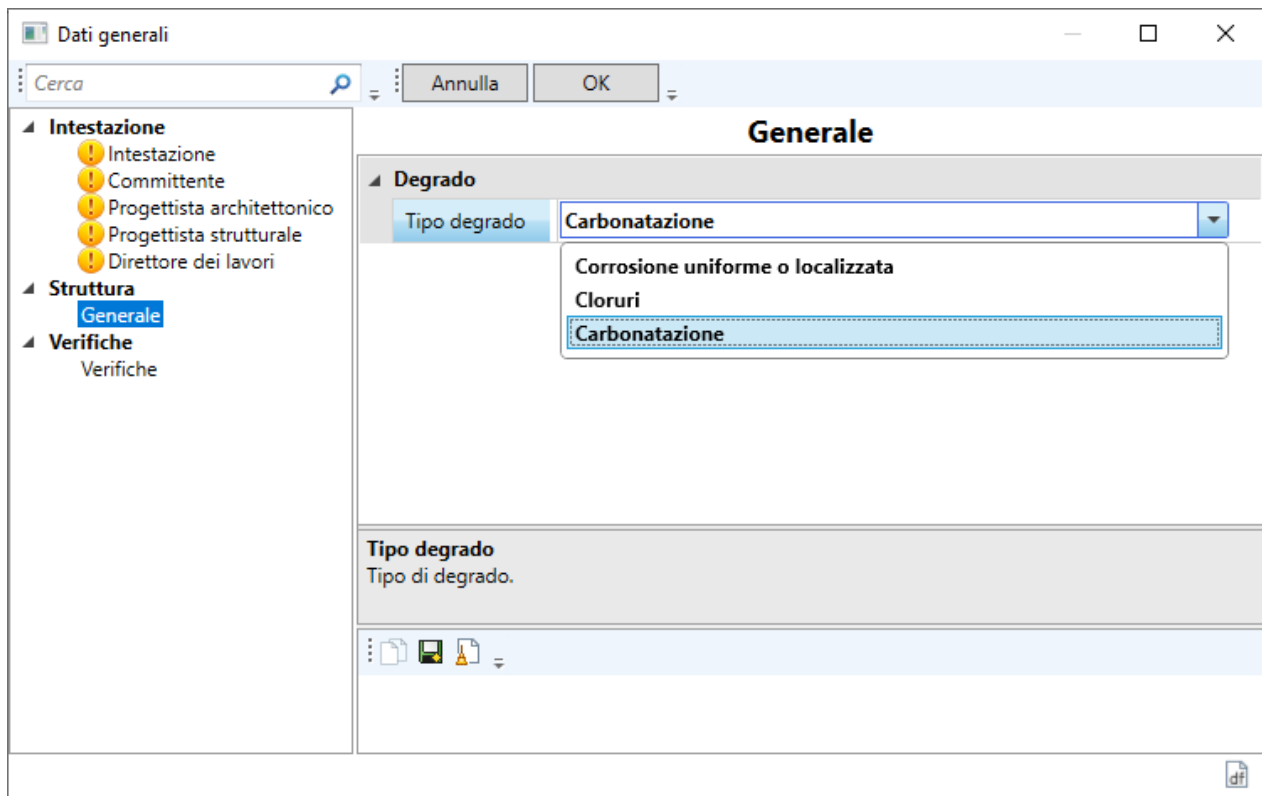 Dati generali
Cerca
Annulla
OK
Intestazione
Intestazione
Committente
Progettista architettonico
Progettista strutturale
Direttore dei lavori
Struttura
Generale
Verifiche
Verifiche
Generale
Degrado
Tipo degrado
Carbonatazione
Corrosione uniforme o localizzata
Cloruri
Carbonatazione
Tipo degrado
Tipo di degrado.
df